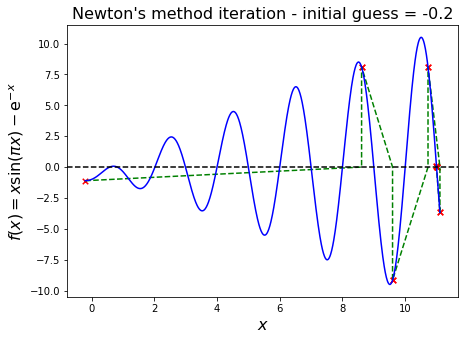 Newton's method iteration - initial guess = -0.2
f(x) = x sin(πx) − e⁻ˣ
10.0
7.5
5.0
2.5
0.0
−2.5
−5.0
−7.5
−10.0
0 2 4 6 8 10
x